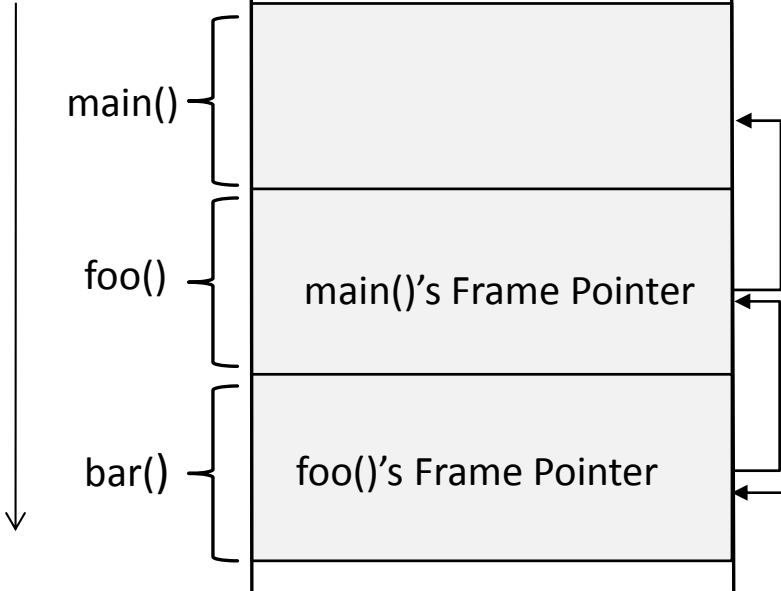 main()
foo()
main()'s Frame Pointer
bar()
foo()'s Frame Pointer